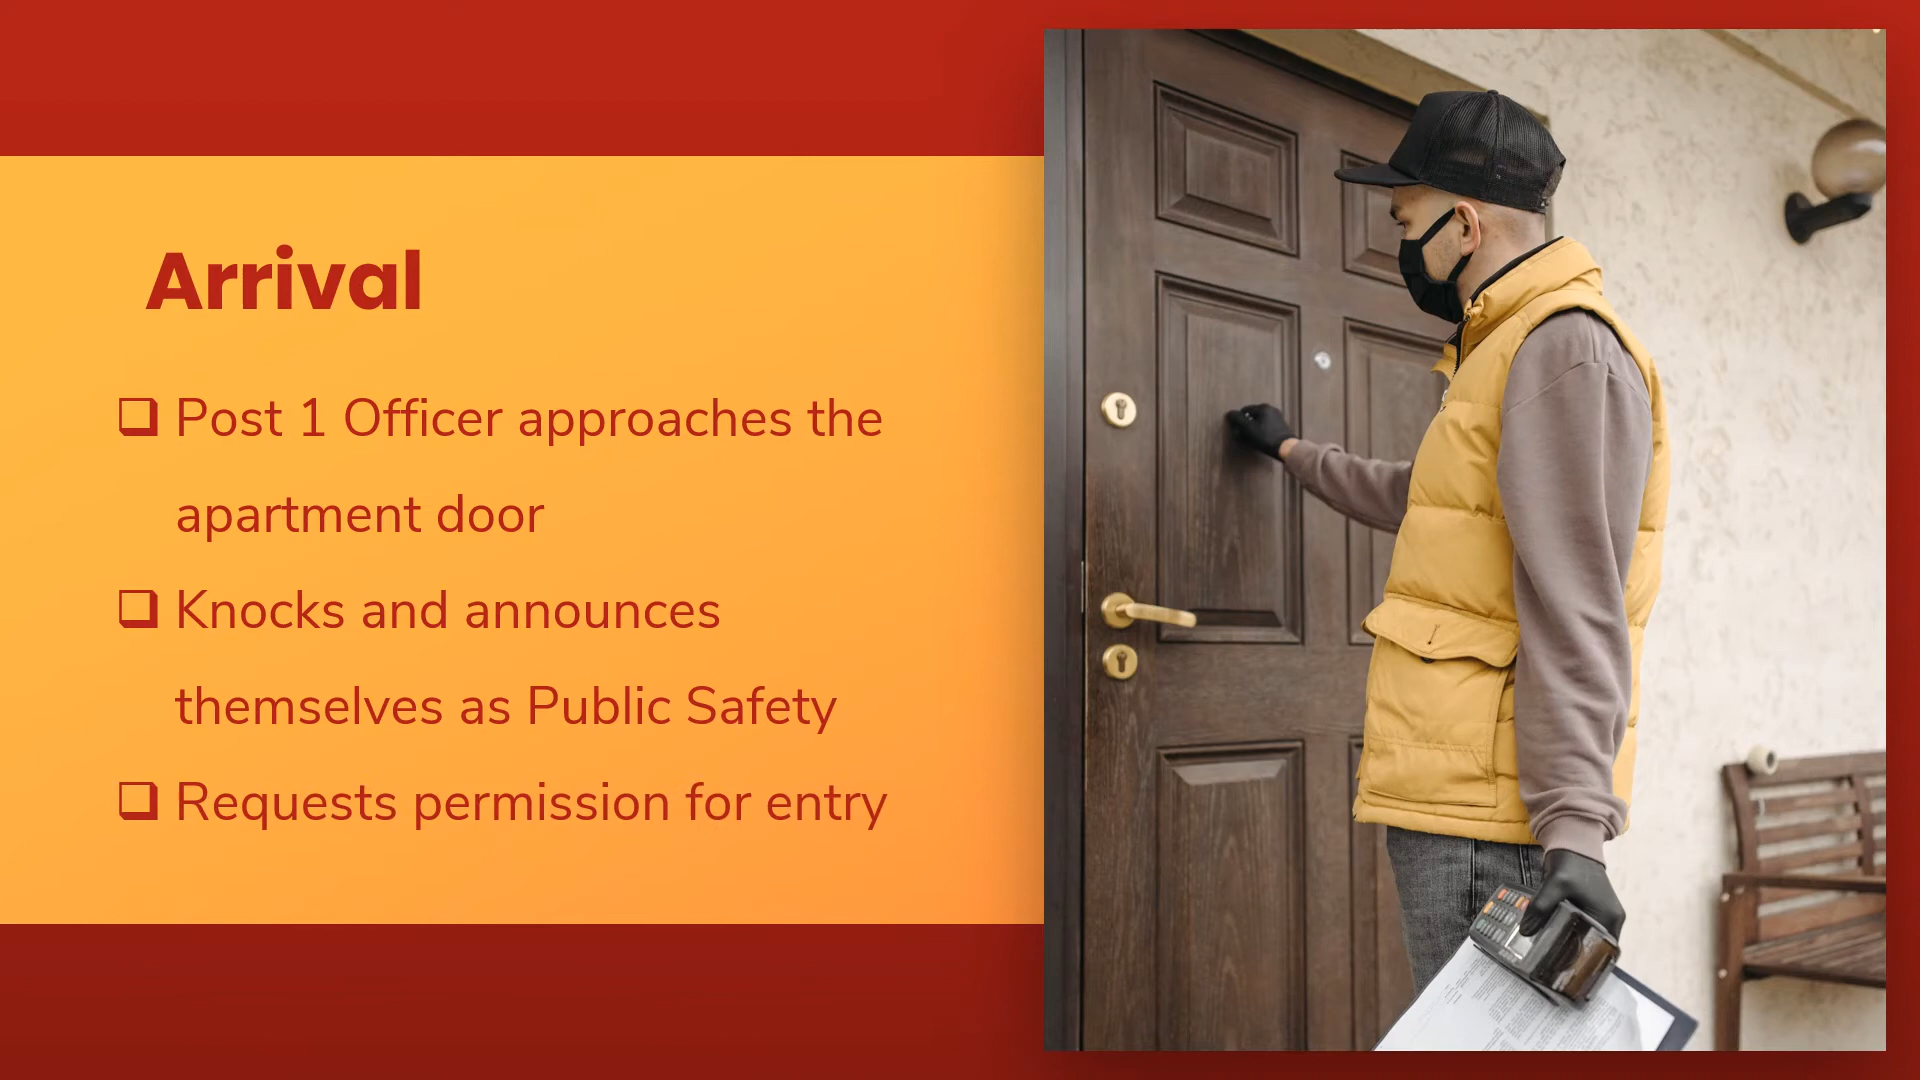 Arrival
❑ Post 1 Officer approaches the
apartment door
❑ Knocks and announces
themselves as Public Safety
❑ Requests permission for entry